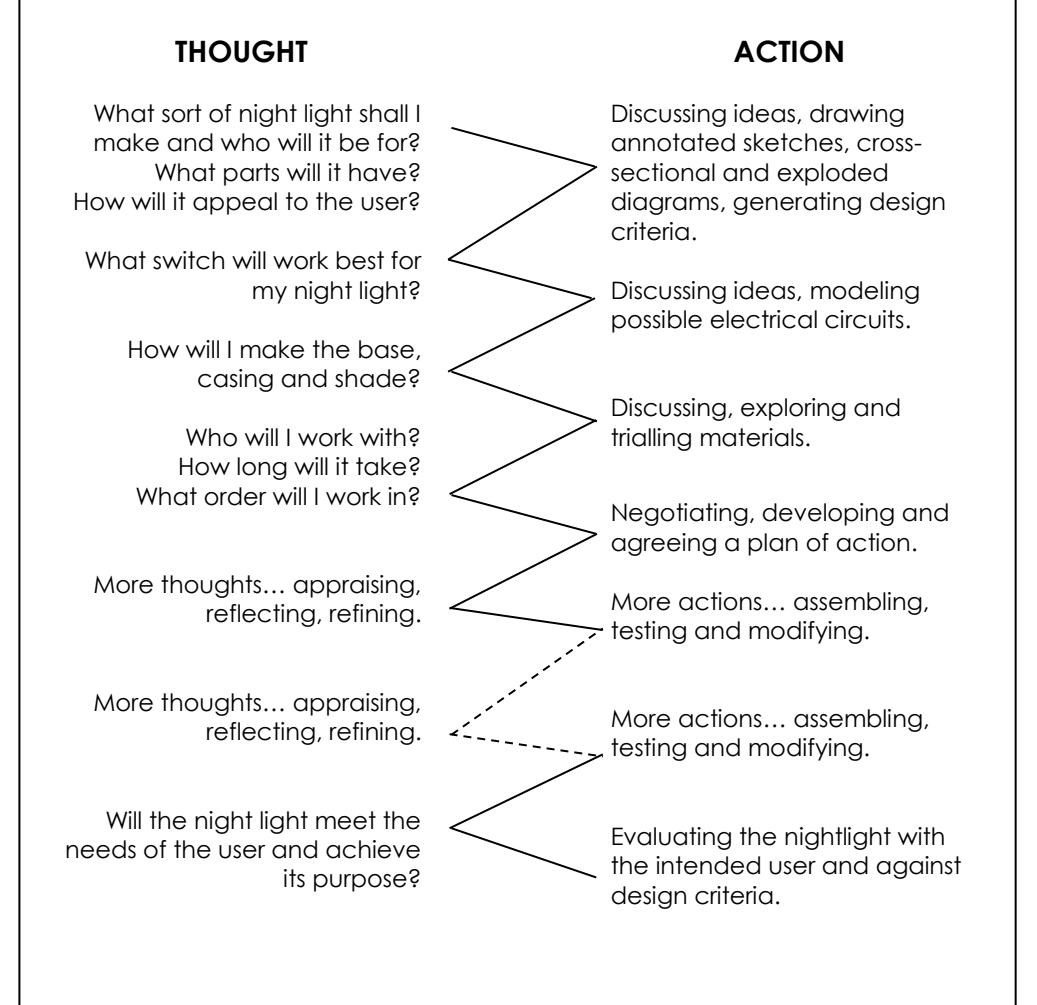 THOUGHT
What sort of night light shall I
make and who will it be for?
What parts will it have?
How will it appeal to the user?
What switch will work best for
my night light?
How will I make the base,
casing and shade?
Who will I work with?
How long will it take?
What order will I work in?
More thoughts… appraising,
reflecting, refining.
More thoughts… appraising,
reflecting, refining.
Will the night light meet the
needs of the user and achieve
its purpose?
ACTION
Discussing ideas, drawing
annotated sketches, cross-
sectional and exploded
diagrams, generating design
criteria.
Discussing ideas, modeling
possible electrical circuits.
Discussing, exploring and
trialling materials.
Negotiating, developing and
agreeing a plan of action.
More actions… assembling,
testing and modifying.
More actions… assembling,
testing and modifying.
Evaluating the nightlight with
the intended user and against
design criteria.